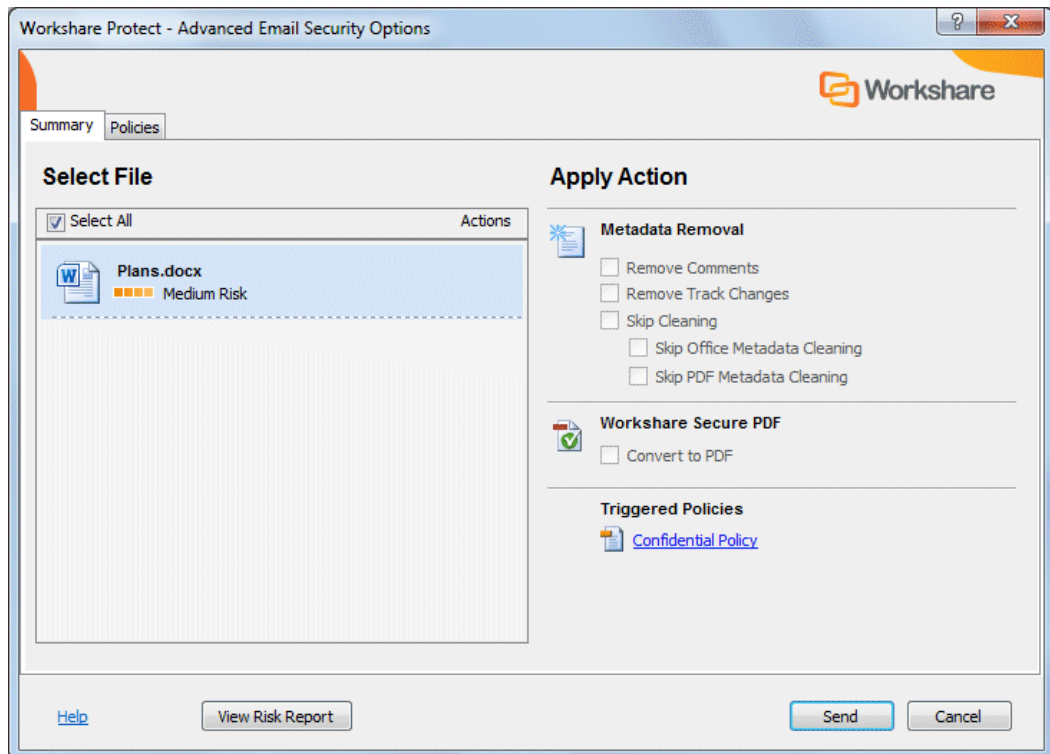 Workshare Protect - Advanced Email Security Options
Workshare
Summary
Policies
Select File
Select All
Actions
Plans.docx
Medium Risk
Apply Action
Metadata Removal
Remove Comments
Remove Track Changes
Skip Cleaning
Skip Office Metadata Cleaning
Skip PDF Metadata Cleaning
Workshare Secure PDF
Convert to PDF
Triggered Policies
Confidential Policy
Help
View Risk Report
Send
Cancel